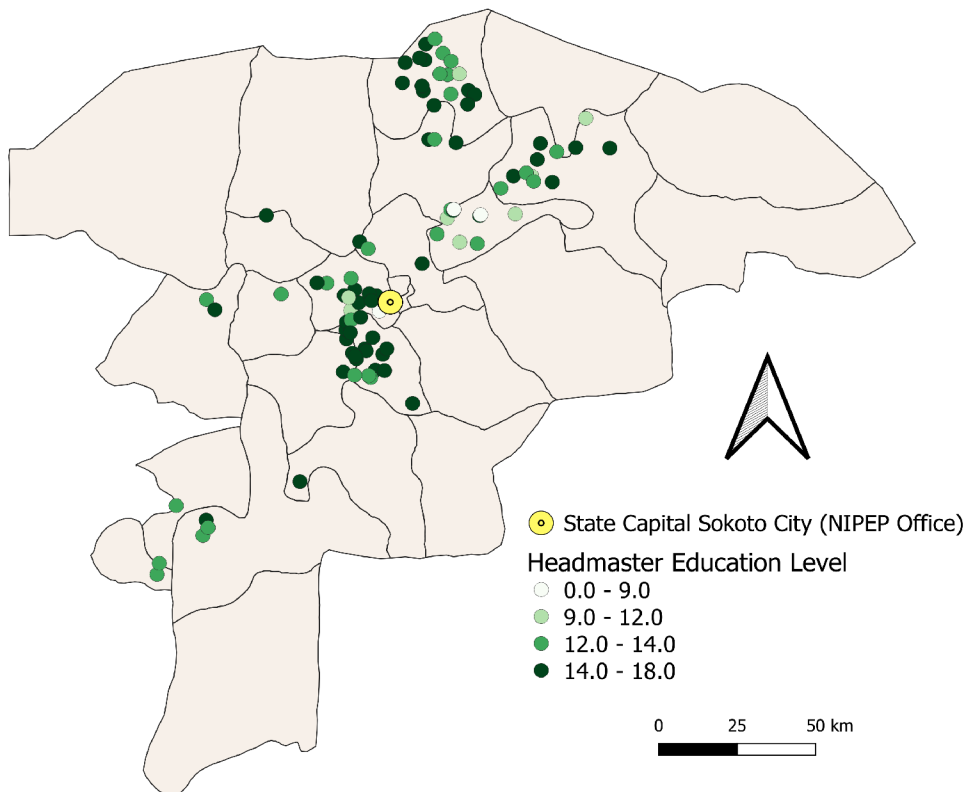 State Capital Sokoto City (NIPEP Office)
Headmaster Education Level
0.0 - 9.0
9.0 - 12.0
12.0 - 14.0
14.0 - 18.0
0 25 50 km